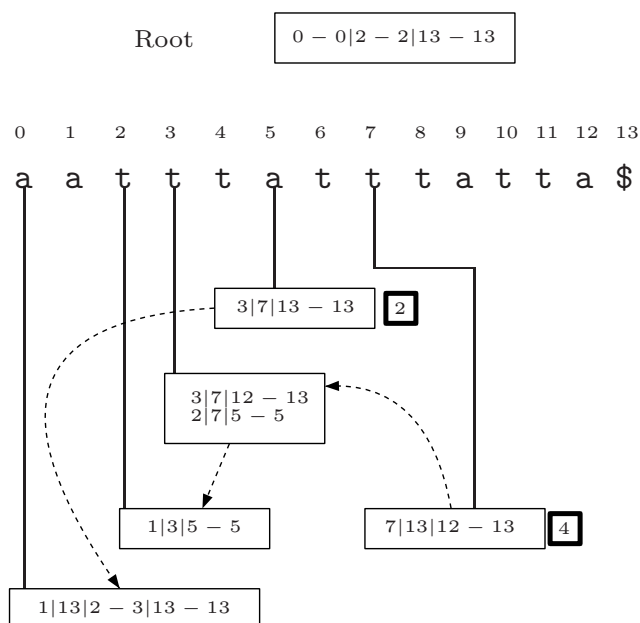 Root 0 − 0|2 − 2|13 − 13
0 1 2 3 4 5 6 7 8 9 10 11 12 13
a a t t t a t t t a t t a $
3|7|13 − 13 2
3|7|12 − 13
2|7|5 − 5
1|3|5 − 5 7|13|12 − 13 4
1|13|2 − 3|13 − 13